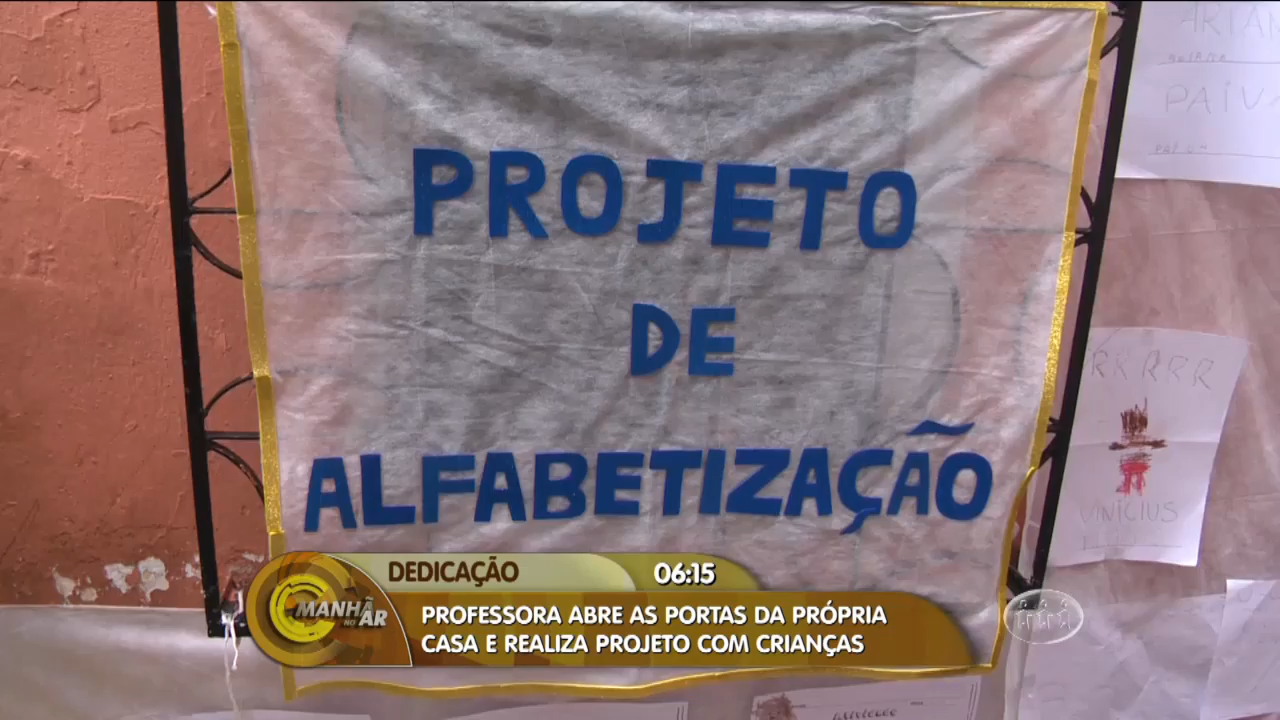 PROJETO
DE
ALFABETIZAÇÃO
PAIVA
RRRRR
VINICIUS
DEDICAÇÃO
06:15
MANHÃ
NO AR
PROFESSORA ABRE AS PORTAS DA PRÓPRIA
CASA E REALIZA PROJETO COM CRIANÇAS